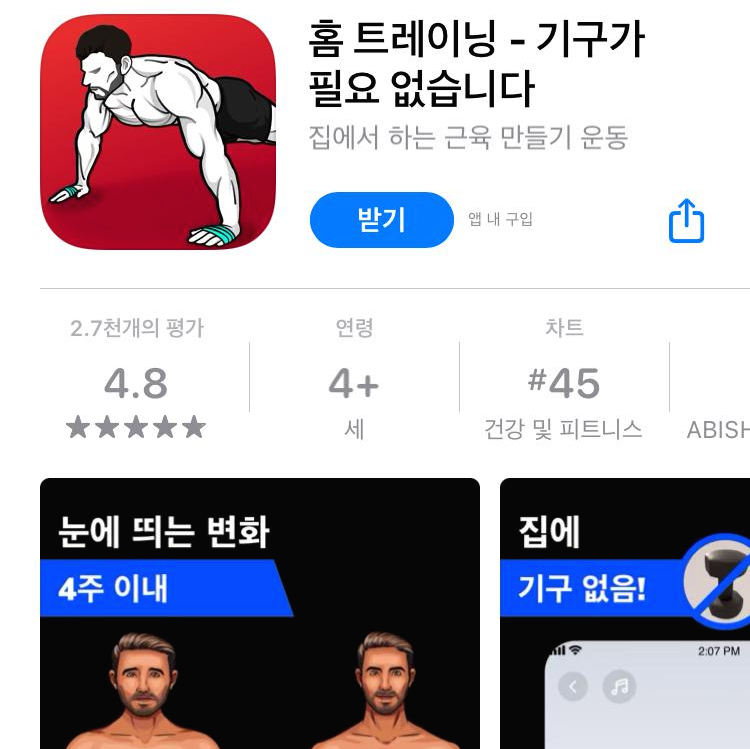 홈 트레이닝 - 기구가
필요 없습니다
집에서 하는 근육 만들기 운동
받기
앱 내 구입
2.7천개의 평가
연령
차트
4.8
4+
#45
★★★★★
세
건강 및 피트니스
ABISH
눈에 띄는 변화
4주 이내
집에
기구 없음!
2:07 PM